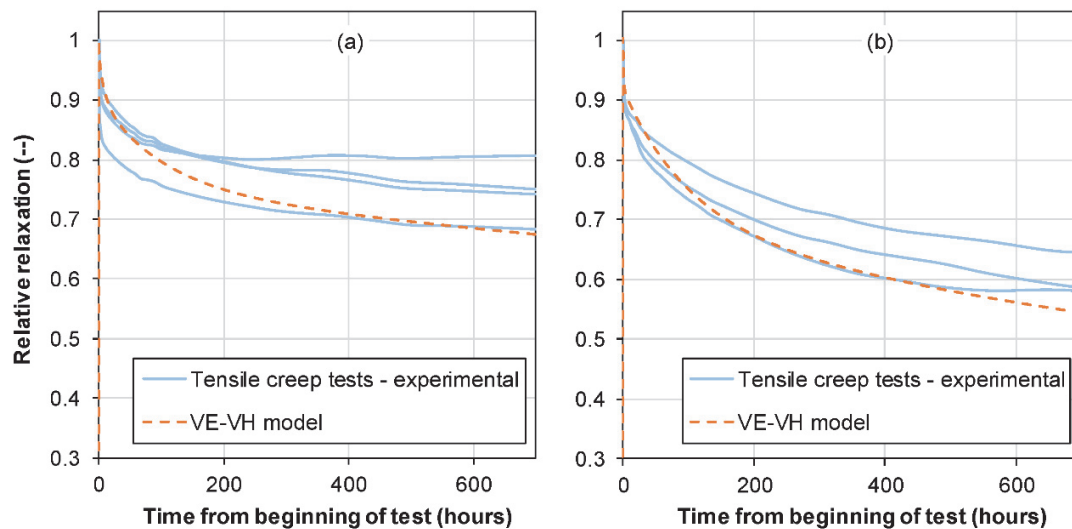 (a)
1
0.9
0.8
0.7
0.6
0.5
0.4
0.3
Relative relaxation (--)
0 200 400 600
Time from beginning of test (hours)
Tensile creep tests - experimental
VE-VH model
(b)
1
0.9
0.8
0.7
0.6
0.5
0.4
0.3
0 200 400 600
Time from beginning of test (hours)
Tensile creep tests - experimental
VE-VH model